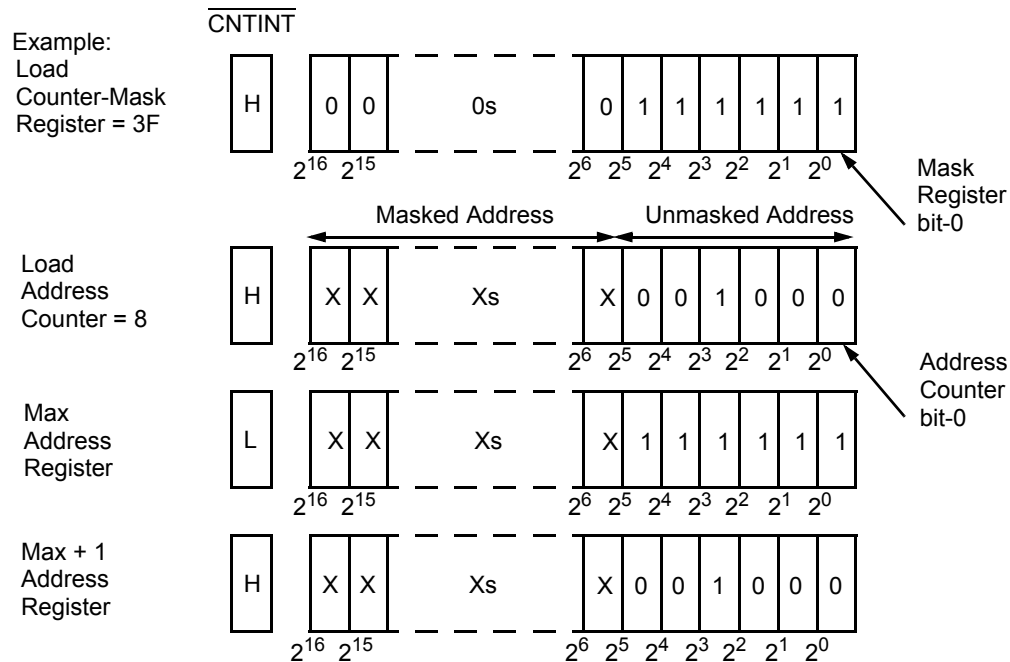 CNTINT
Example:
Load
Counter-Mask
Register = 3F
H
0 0 0s 0 1 1 1 1 1 1
2^16 2^15 2^6 2^5 2^4 2^3 2^2 2^1 2^0
Mask
Register
bit-0
Masked Address Unmasked Address
Load
Address
Counter = 8
H
X X Xs X 0 0 1 0 0 0
2^16 2^15 2^6 2^5 2^4 2^3 2^2 2^1 2^0
Address
Counter
bit-0
Max
Address
Register
L
X X Xs X 1 1 1 1 1 1
2^16 2^15 2^6 2^5 2^4 2^3 2^2 2^1 2^0
Max + 1
Address
Register
H
X X Xs X 0 0 1 0 0 0
2^16 2^15 2^6 2^5 2^4 2^3 2^2 2^1 2^0